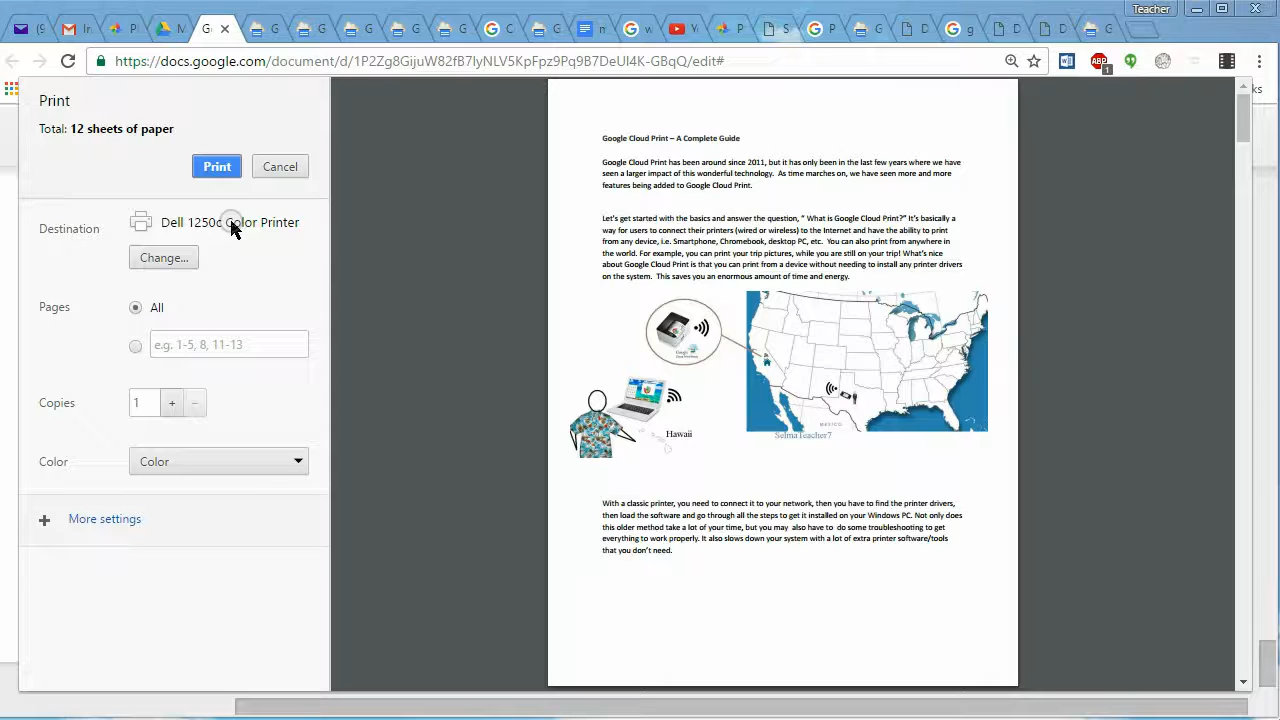 Teacher
https://docs.google.com/document/d/1P2Zg0GijuW62fB7IyNLV5KpFpz9Pq9B7DeUI4K-GBqQ/edit#
ABP
1
Print
Total: 12 sheets of paper
Print
Cancel
Destination
Dell 1250c Color Printer
Change...
Pages
All
e.g. 1-5, 8, 11-13
Copies
1
+
-
Color
Color
More settings
Google Cloud Print – A Complete Guide
Google Cloud Print has been around since 2011, but it has only been in the last few years where we have
seen a larger impact of this wonderful technology. As time marches on, we have seen more and more
features being added to Google Cloud Print.
Let's get started with the basics and answer the question, " What is Google Cloud Print?" It's basically a
way for users to connect their printers (wired or wireless) to the Internet and have the ability to print
from any device, i.e. Smartphone, Chromebook, desktop PC, etc. You can also print from anywhere in
the world. For example, you can print your trip pictures, while you are still on your trip! What's nice
about Google Cloud Print is that you can print from a device without needing to install any printer drivers
on the system. This saves you an enormous amount of time and energy.
Google
Hawaii
MEXICO
SelmaTeacher7
With a classic printer, you need to connect it to your network, then you have to find the printer drivers,
then load the software and go through all the steps to get it installed on your Windows PC. Not only does
this older method take a lot of your time, but you may also have to do some troubleshooting to get
everything to work properly. It also slows down your system with a lot of extra printer software/tools
that you don't need.